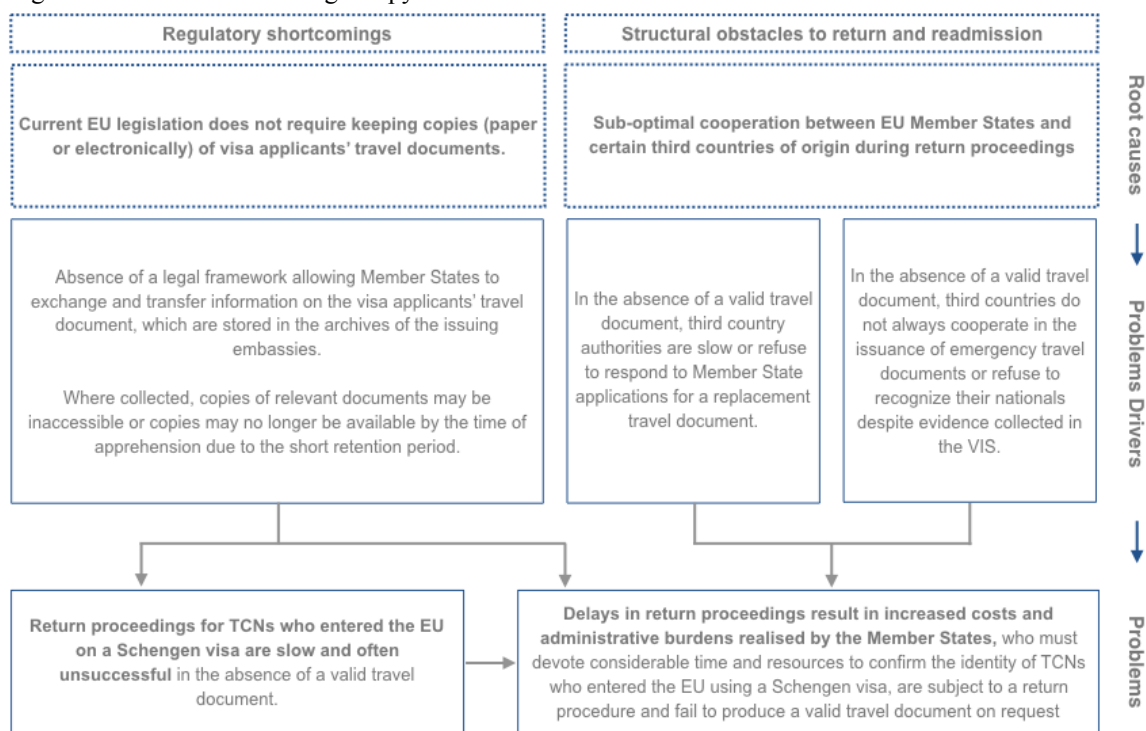 Regulatory shortcomings
Structural obstacles to return and readmission
Current EU legislation does not require keeping copies (paper
or electronically) of visa applicants' travel documents.
Sub-optimal cooperation between EU Member States and
certain third countries of origin during return proceedings
Root causes
Absence of a legal framework allowing Member States to
exchange and transfer information on the visa applicants' travel
document, which are stored in the archives of the issuing
embassies.
Where collected, copies of relevant documents may be
inaccessible or copies may no longer be available by the time of
apprehension due to the short retention period.
In the absence of a valid travel
document, third country
authorities are slow or refuse
to respond to Member State
applications for a replacement
travel document.
In the absence of a valid travel
document, third countries do
not always cooperate in the
issuance of emergency travel
documents or refuse to
recognize their nationals
despite evidence collected in
the VIS.
Problems Drivers
Return proceedings for TCNs who entered the EU
on a Schengen visa are slow and often
unsuccessful in the absence of a valid travel
document.
Delays in return proceedings result in increased costs and
administrative burdens realised by the Member States, who must
devote considerable time and resources to confirm the identity of TCNs
who entered the EU using a Schengen visa, are subject to a return
procedure and fail to produce a valid travel document on request
Problems